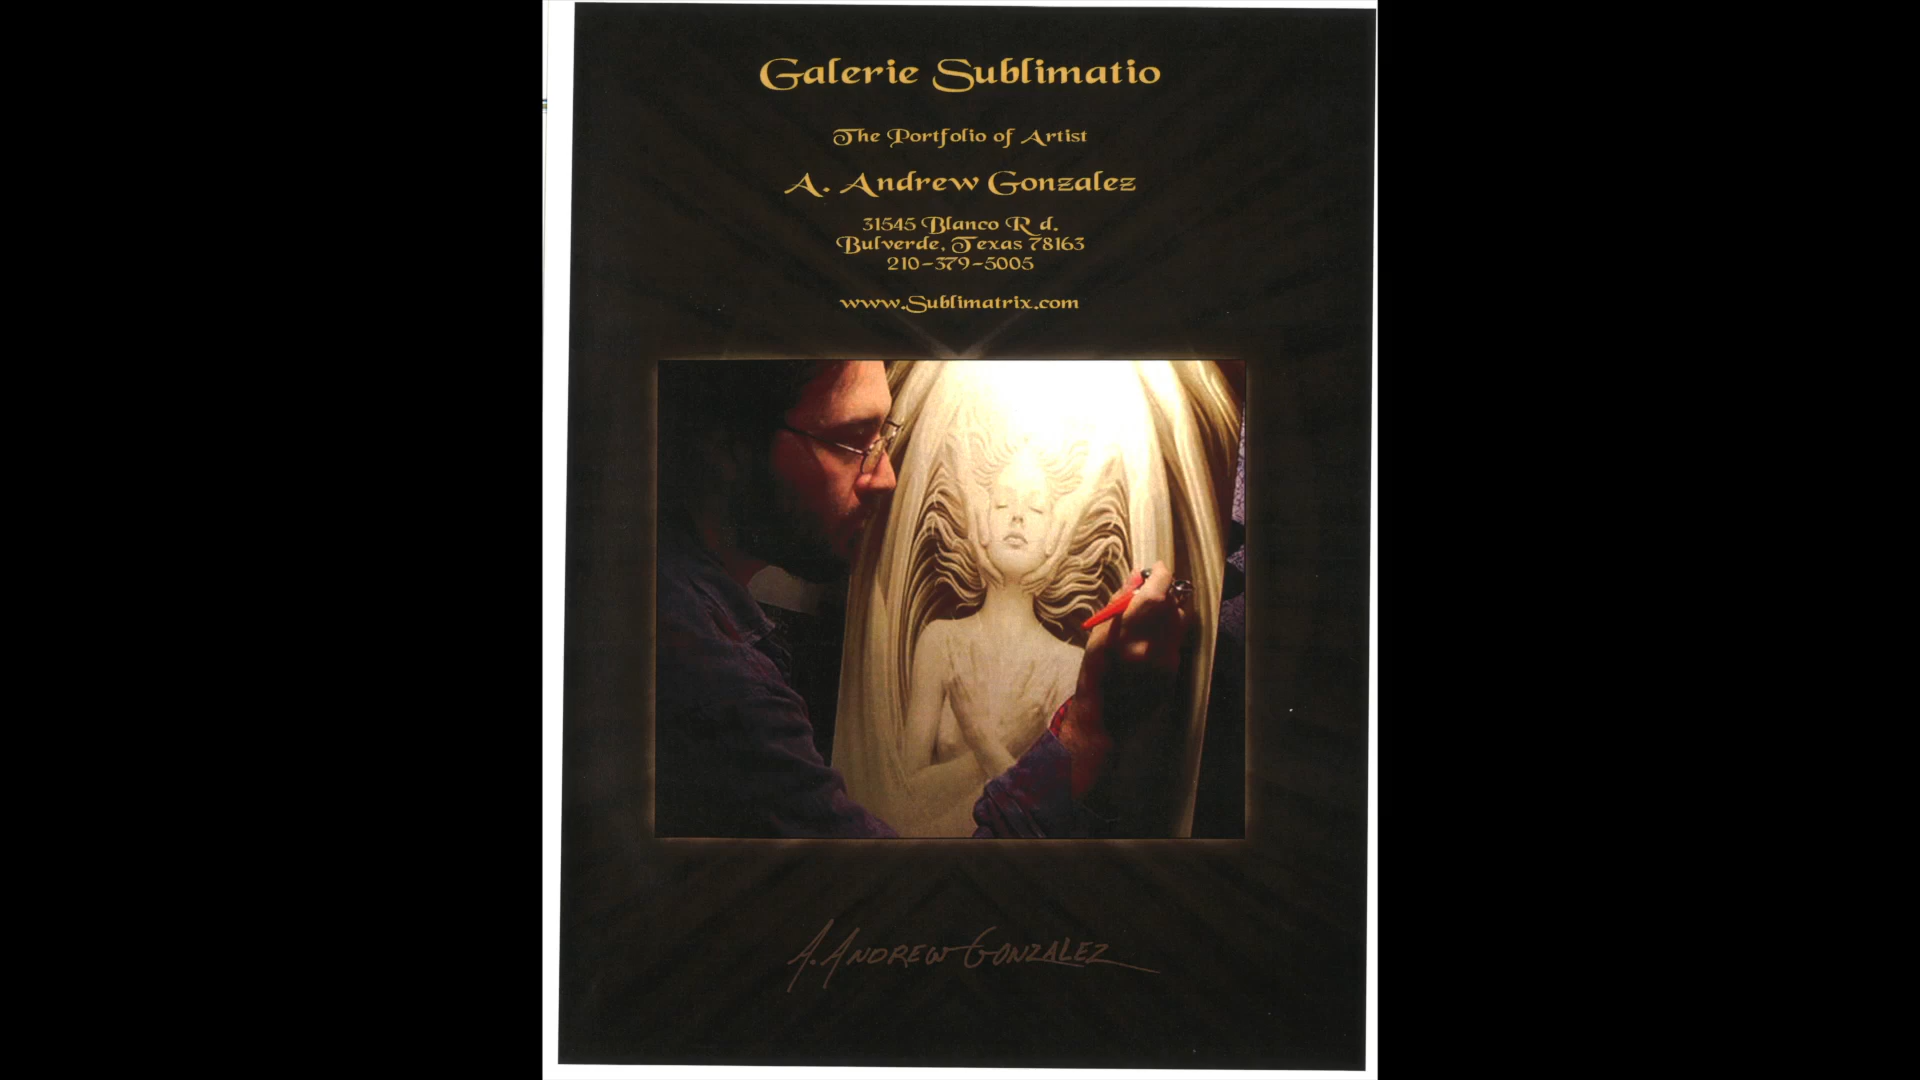 Galerie Sublimatio
The Portfolio of Artist
A. Andrew Gonzalez
31545 Blanco R d.
Bulverde, Texas 78163
210-379-5005
www.Sublimatrix.com
A. Andrew Gonzalez